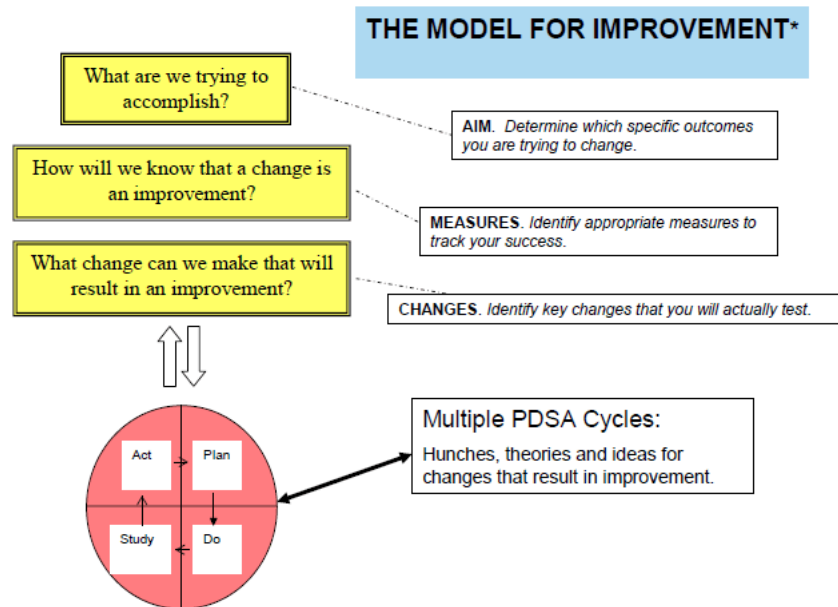 THE MODEL FOR IMPROVEMENT*
What are we trying to
accomplish?
AIM. Determine which specific outcomes
you are trying to change.
How will we know that a change is
an improvement?
MEASURES. Identify appropriate measures to
track your success.
What change can we make that will
result in an improvement?
CHANGES. Identify key changes that you will actually test.
Multiple PDSA Cycles:
Hunches, theories and ideas for
changes that result in improvement.
Act
Plan
Study
Do